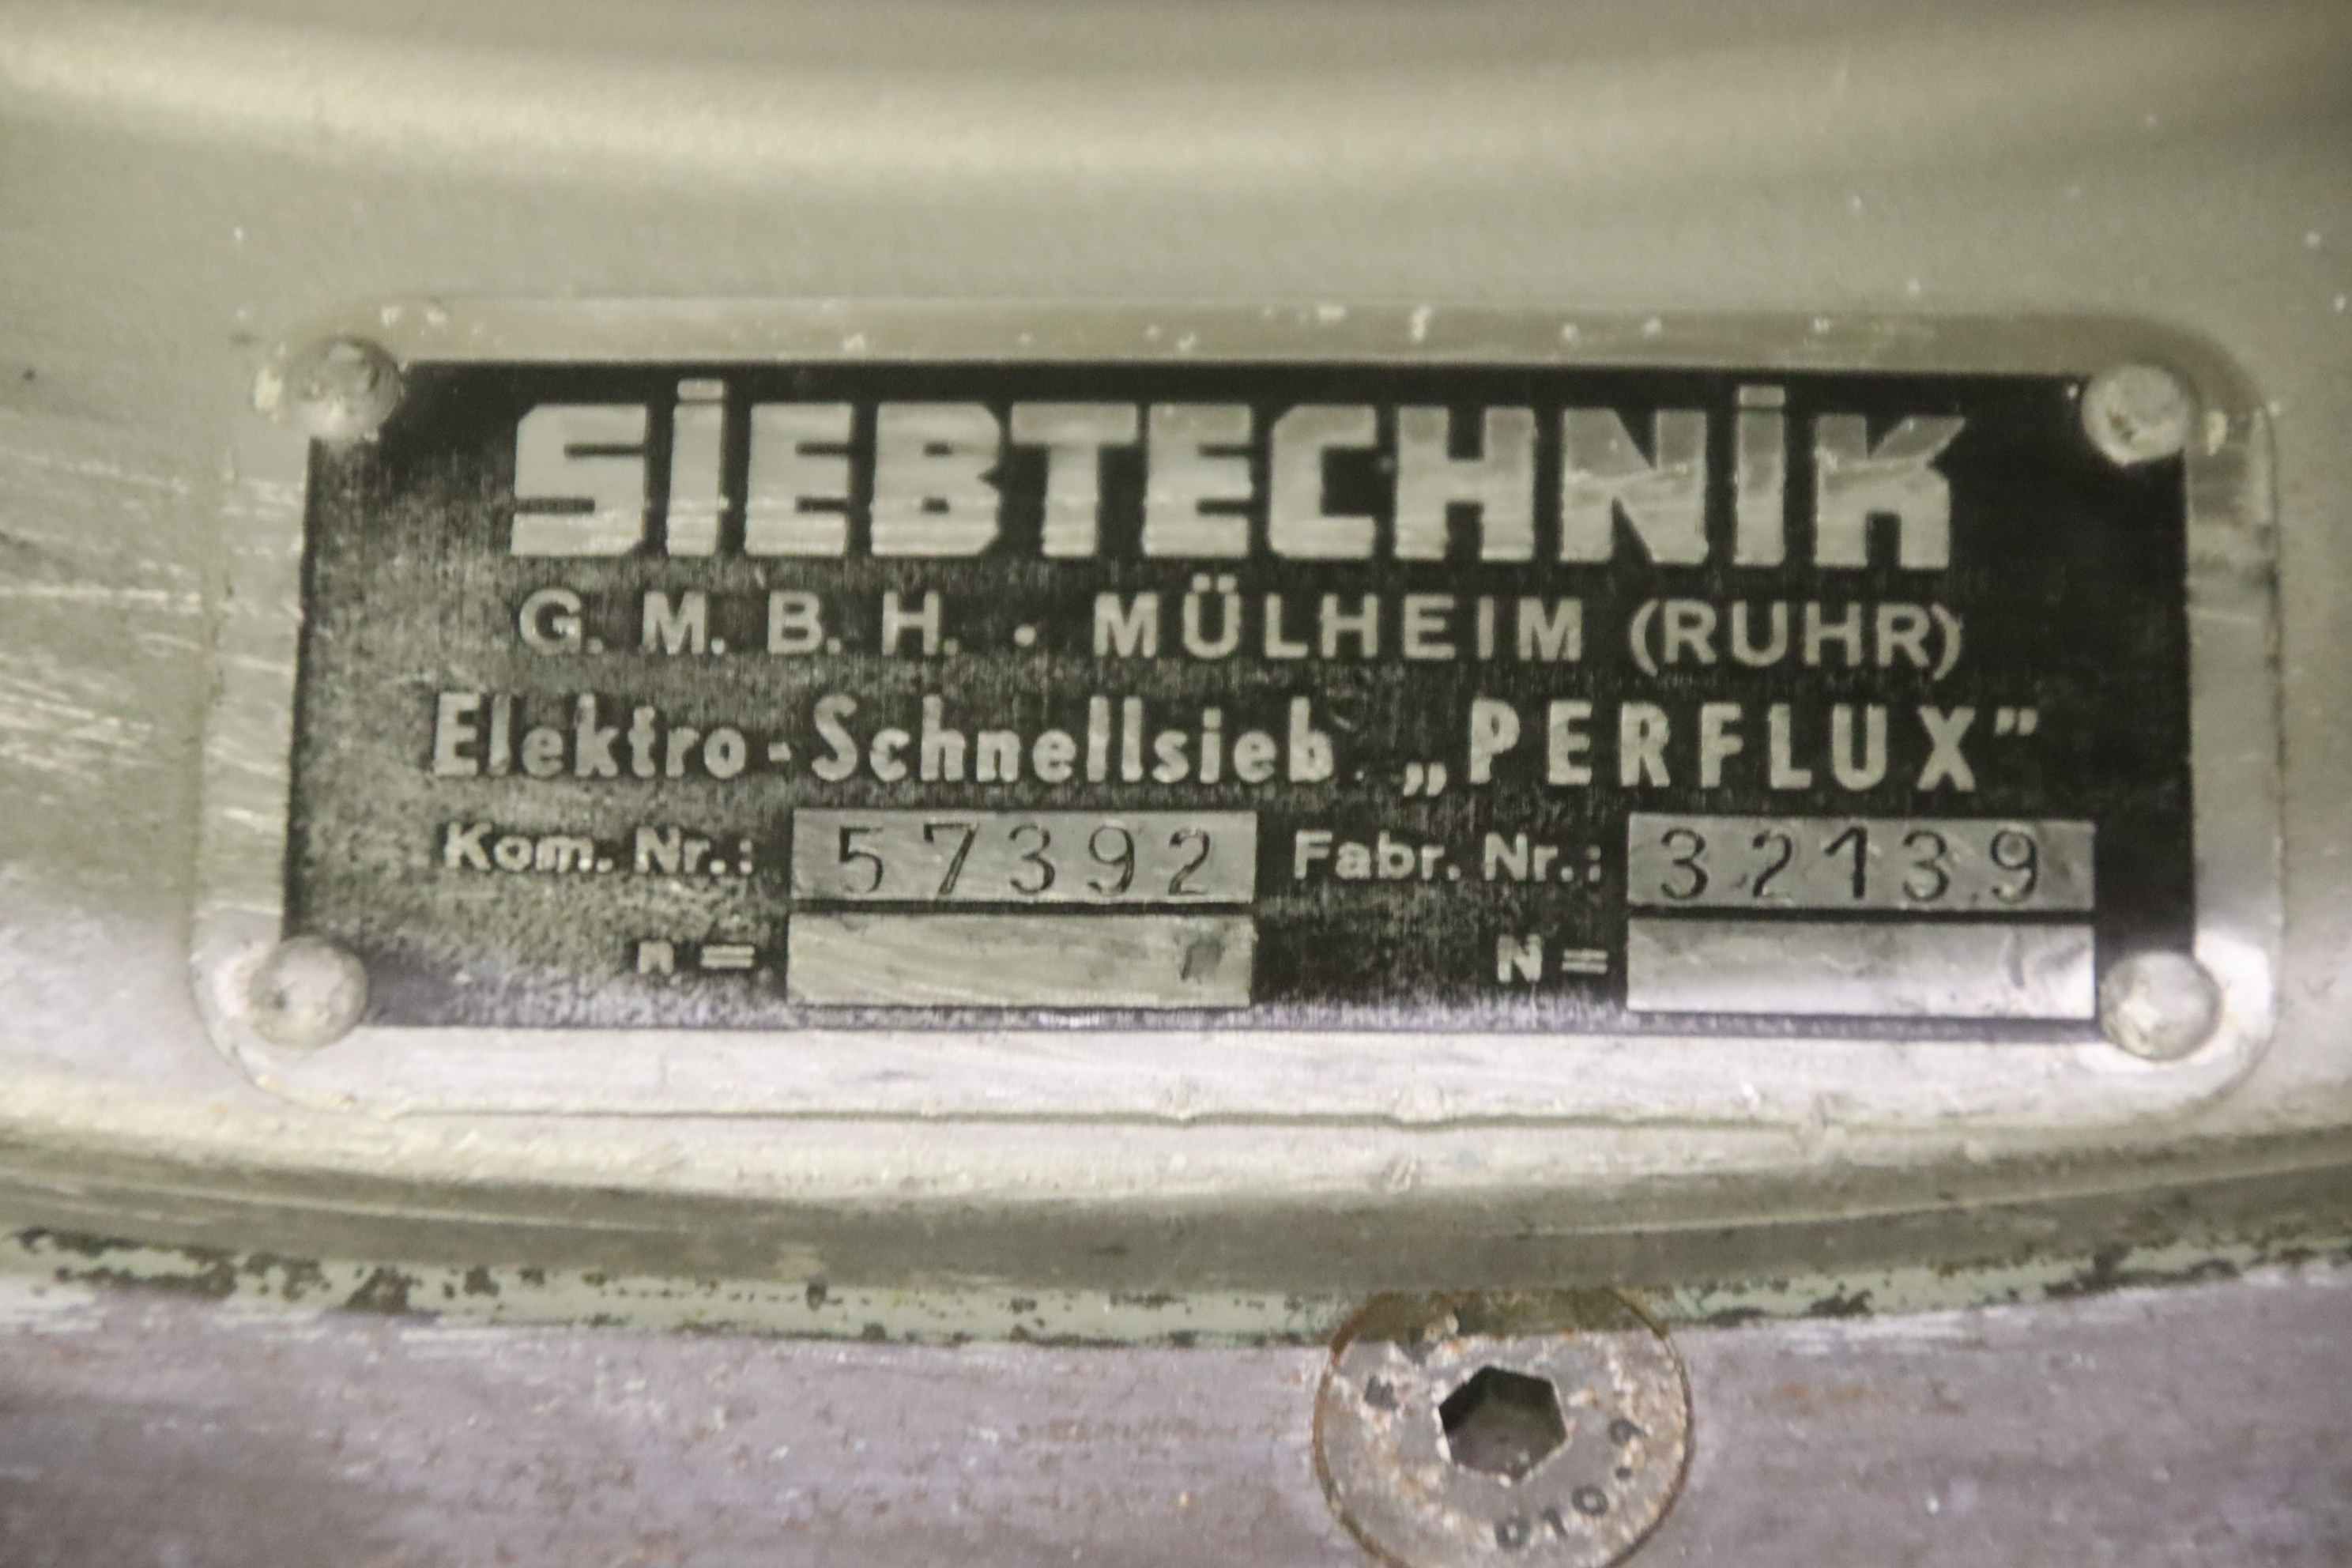 SiEBTECHNiK
G. M. B. H. · MÜLHEIM (RUHR)
Elektro-Schnellsieb „PERFLUX”
Kom. Nr.: 57392 Fabr. Nr.: 32139
n = N =
010.9